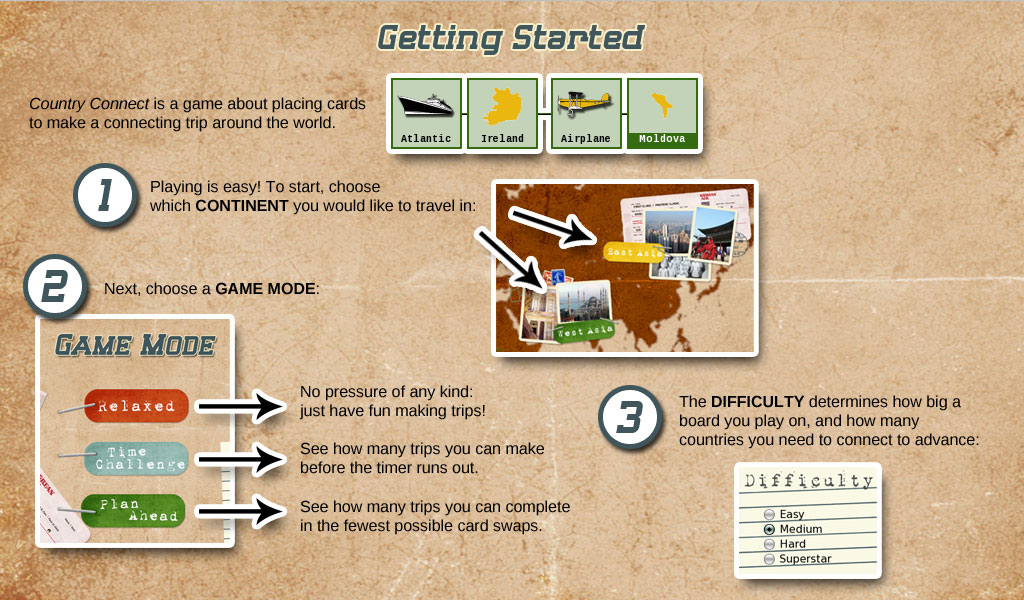 Getting Started
Country Connect is a game about placing cards
to make a connecting trip around the world.
Atlantic
Ireland
Airplane
Moldova
1
Playing is easy! To start, choose
which CONTINENT you would like to travel in:
East Asia
West Asia
2
Next, choose a GAME MODE:
GAME MODE
Relaxed
No pressure of any kind:
just have fun making trips!
Time
Challenge
See how many trips you can make
before the timer runs out.
Plan
Ahead
See how many trips you can complete
in the fewest possible card swaps.
3
The DIFFICULTY determines how big a
board you play on, and how many
countries you need to connect to advance:
Difficulty
Easy
Medium
Hard
Superstar